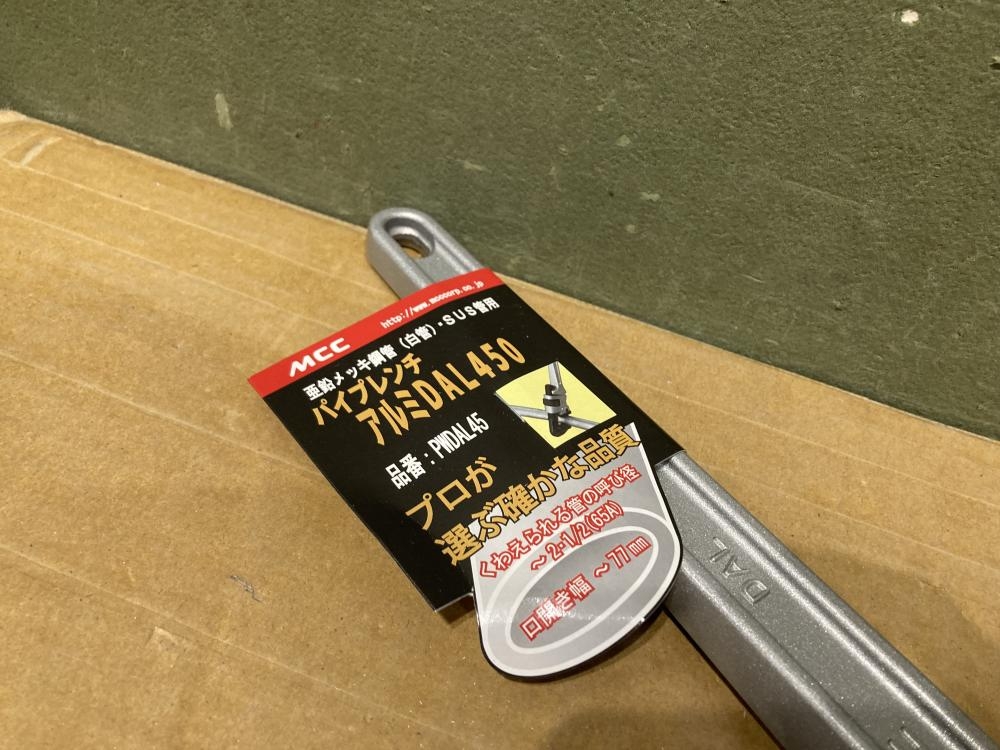 MCC
http://www.mcccorp.co.jp
亜鉛メッキ鋼管（白管）・SUS管用
パイプレンチ
アルミDAL450
品番：PWDAL45
プロが
選ぶ確かな品質
くわえられる管の呼び径
～2・1/2(65A)
口開き幅 ～77mm
DAL